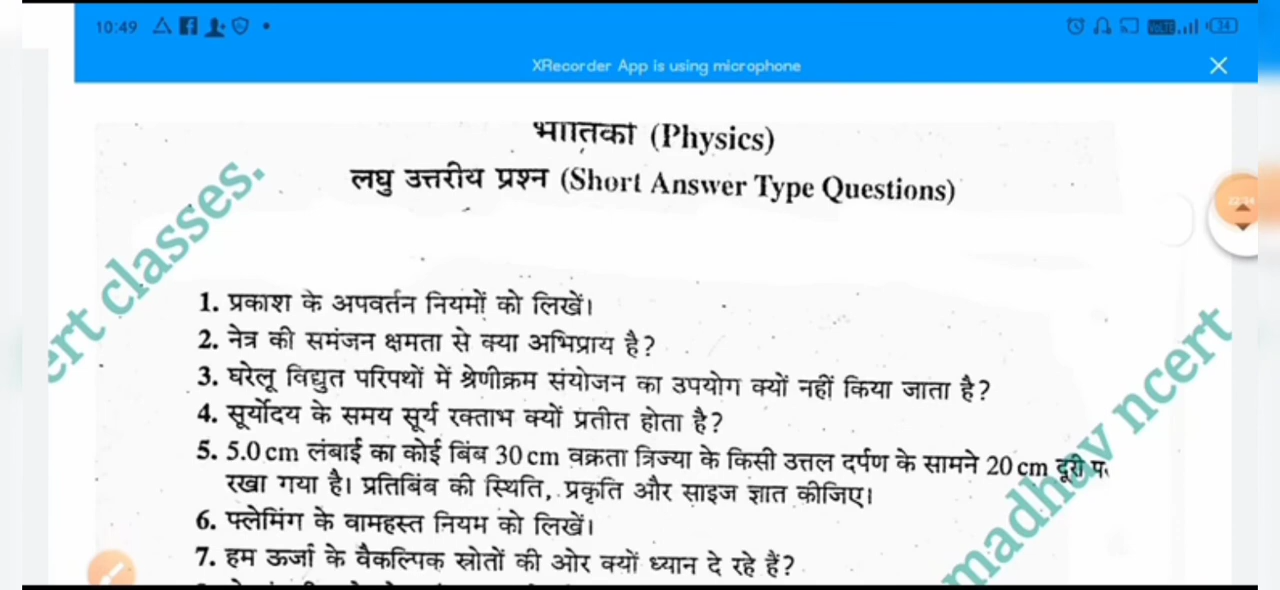 10:49
XRecorder App is using microphone
भौतिकी (Physics)
लघु उत्तरीय प्रश्न (Short Answer Type Questions)
1. प्रकाश के अपवर्तन नियमों को लिखें।
2. नेत्र की समंजन क्षमता से क्या अभिप्राय है?
3. घरेलू विद्युत परिपथों में श्रेणीक्रम संयोजन का उपयोग क्यों नहीं किया जाता है?
4. सूर्योदय के समय सूर्य रक्ताभ क्यों प्रतीत होता है?
5. 5.0 cm लंबाई का कोई बिंब 30 cm वक्रता त्रिज्या के किसी उत्तल दर्पण के सामने 20 cm दूरी
रखा गया है। प्रतिबिंब की स्थिति, प्रकृति और साइज ज्ञात कीजिए।
6. फ्लेमिंग के वामहस्त नियम को लिखें।
7. हम ऊर्जा के वैकल्पिक स्रोतों की ओर क्यों ध्यान दे रहे हैं?
ert classes.
madhav ncert